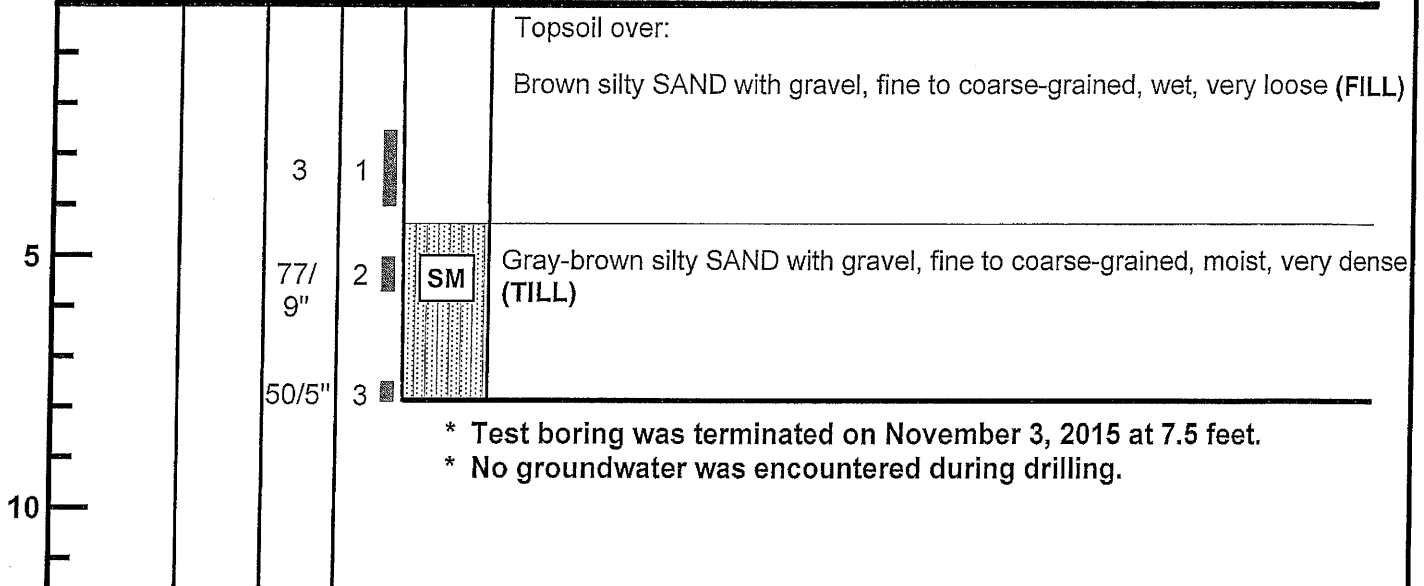 Topsoil over:
Brown silty SAND with gravel, fine to coarse-grained, wet, very loose (FILL)
3 1
5
77/ 2 SM Gray-brown silty SAND with gravel, fine to coarse-grained, moist, very dense
9" (TILL)
50/5" 3
* Test boring was terminated on November 3, 2015 at 7.5 feet.
* No groundwater was encountered during drilling.
10